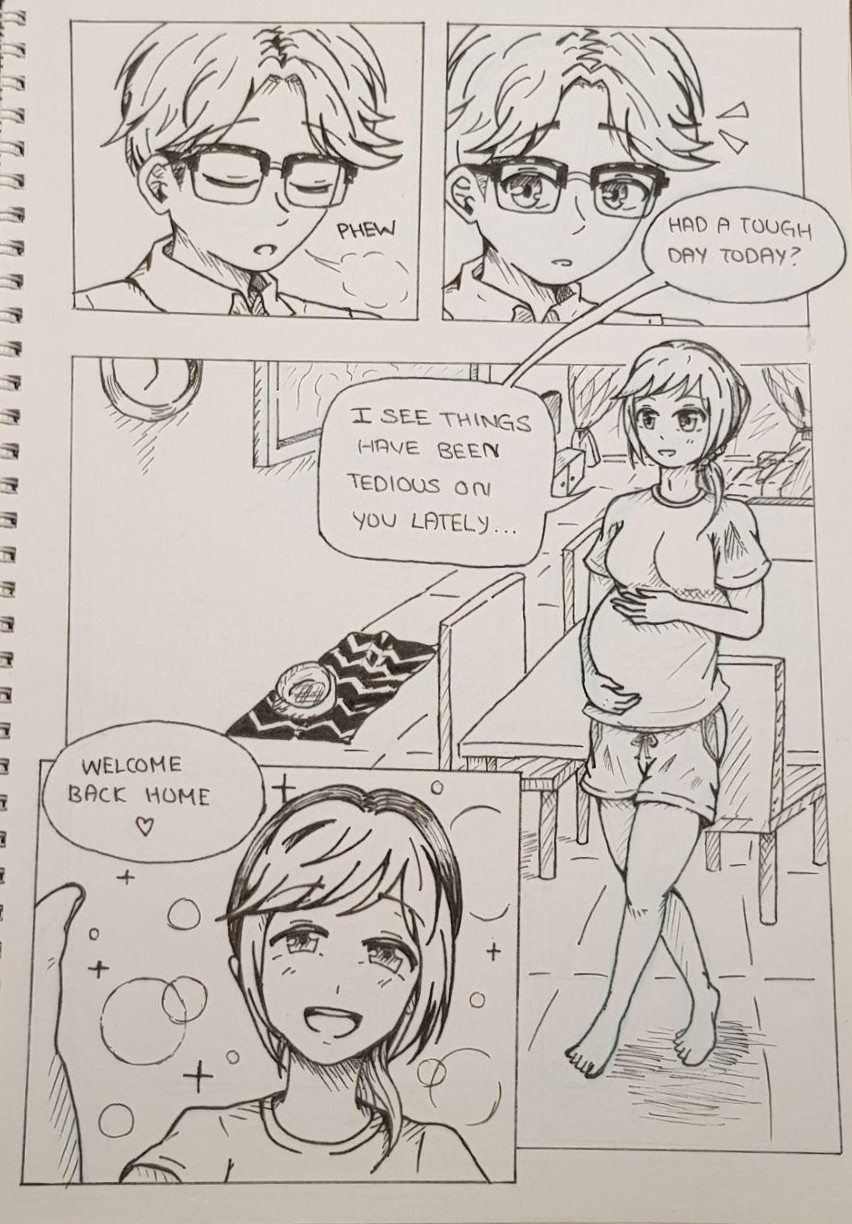 PHEW
HAD A TOUGH
DAY TODAY?
I SEE THINGS
HAVE BEEN
TEDIOUS ON
YOU LATELY...
WELCOME
BACK HOME
♡